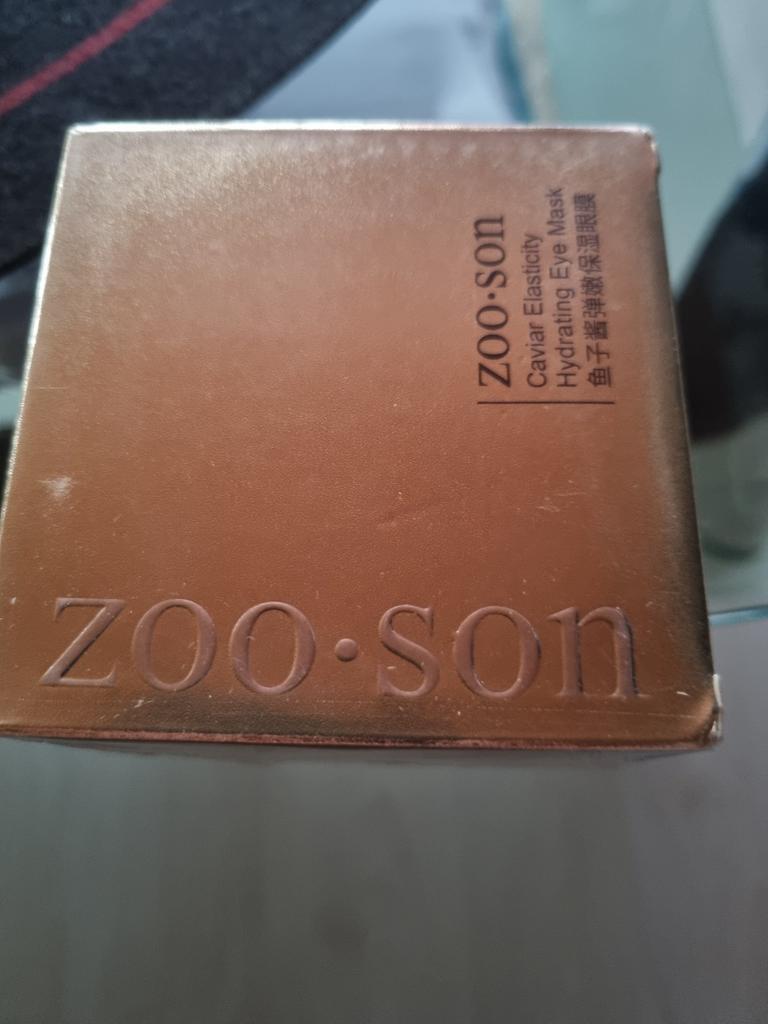 zoo·son
Caviar Elasticity
Hydrating Eye Mask
鱼子酱弹嫩保湿眼膜
zoo·son